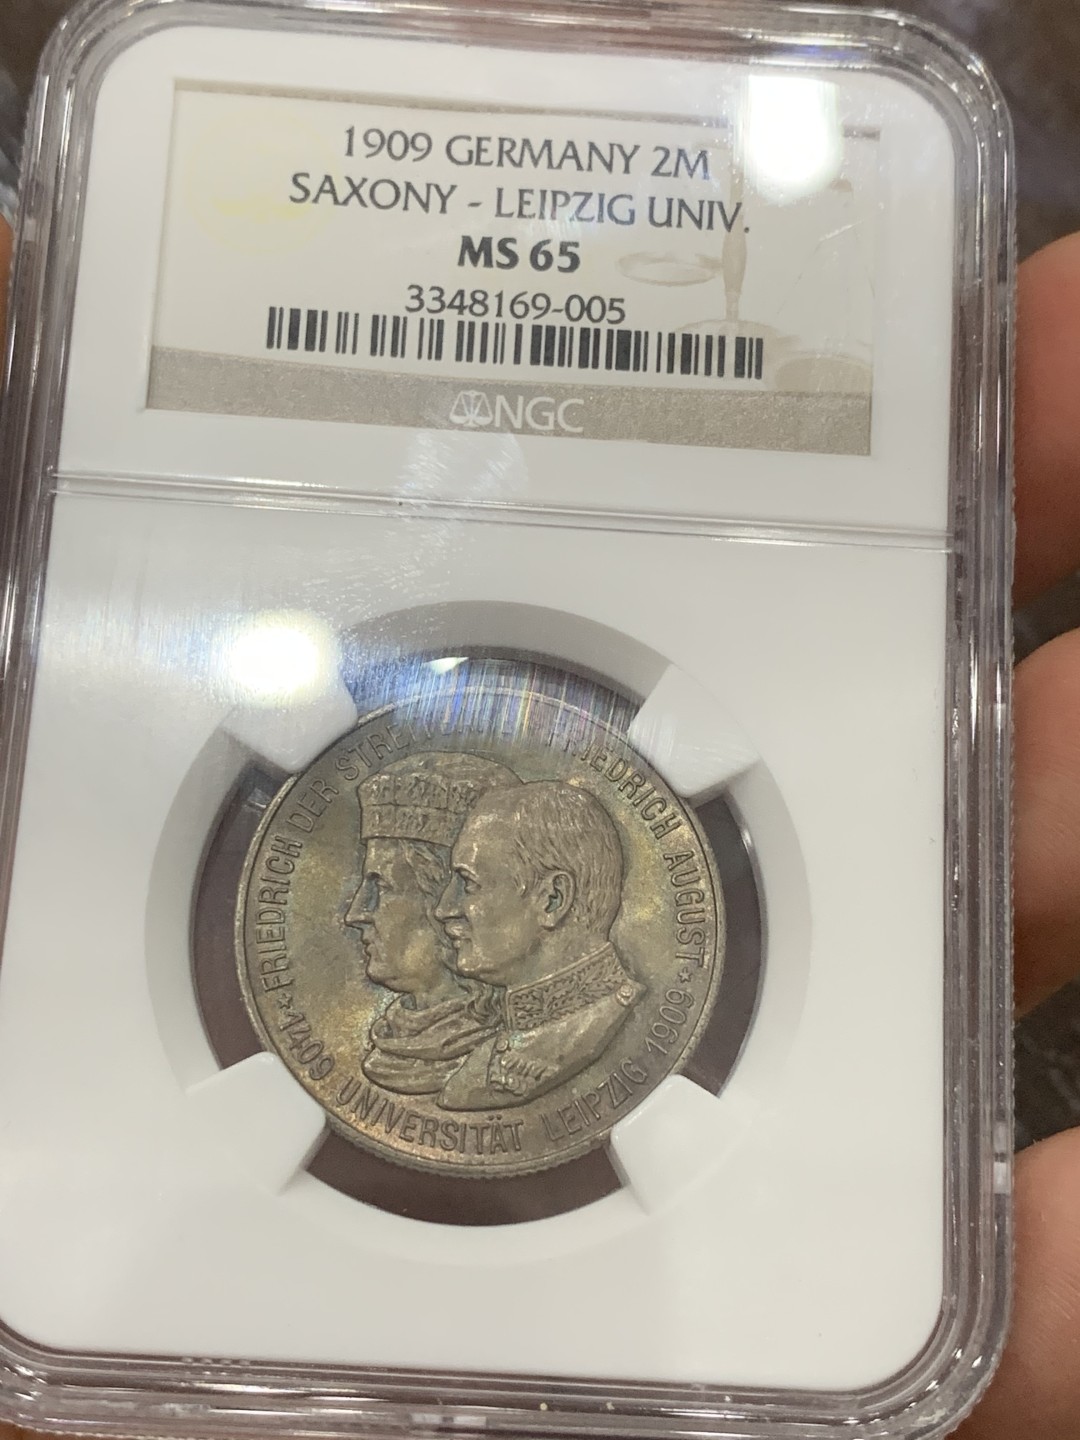 1909 GERMANY 2M
SAXONY - LEIPZIG UNIV.
MS 65
3348169-005
NGC
FRIEDRICH DER FRIEDRICH AUGUST
1409 UNIVERSITÄT LEIPZIG 1909